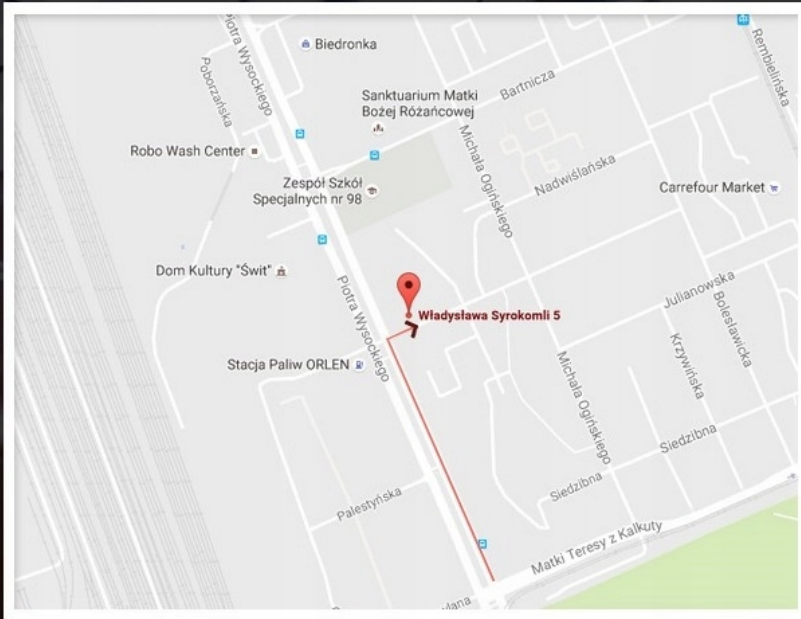 Piotra Wysockiego
Biedronka
Rembielińska
Poborzańska
Sanktuarium Matki
Bożej Różańcowej
Bartnicza
Robo Wash Center
Michała Ogińskiego
Zespół Szkół
Specjalnych nr 98
Nadwiślańska
Carrefour Market
Dom Kultury "Świt"
Piotra Wysockiego
Władysława Syrokomli 5
Julianowska
Bolesławicka
Stacja Paliw ORLEN
Krzywińska
Michała Ogińskiego
Siedzibna
Siedzibna
Palestyńska
Matki Teresy z Kalkuty